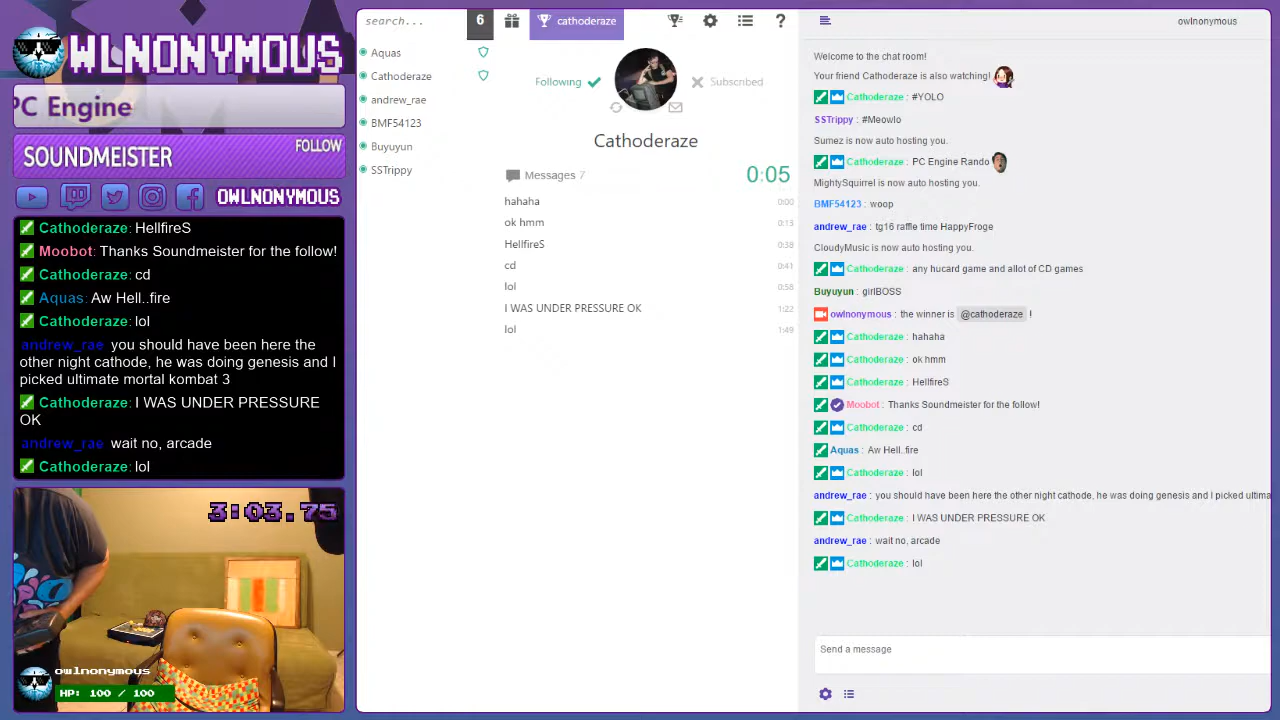 WLNONYMOUS
PC Engine
SOUNDMEISTER
FOLLOW
OWLNONYMOUS
Cathoderaze: HellfireS
Moobot: Thanks Soundmeister for the follow!
Cathoderaze: cd
Aquas: Aw Hell..fire
Cathoderaze: lol
andrew_rae you should have been here the
other night cathode, he was doing genesis and I
picked ultimate mortal kombat 3
Cathoderaze: I WAS UNDER PRESSURE
OK
andrew_rae wait no, arcade
Cathoderaze: lol
3:03.75
owlnonymous
HP: 100 / 100
search...
6
cathoderaze
?
Aquas
Cathoderaze
andrew_rae
BMF54123
Buyuyun
SSTrippy
Following
Subscribed
Cathoderaze
Messages 7
0:05
hahaha 0:00
ok hmm 0:13
HellfireS 0:38
cd 0:41
lol 0:58
I WAS UNDER PRESSURE OK 1:22
lol 1:49
owlnonymous
Welcome to the chat room!
Your friend Cathoderaze is also watching!
Cathoderaze : #YOLO
SSTrippy : #Meowlo
Sumez is now auto hosting you.
Cathoderaze : PC Engine Rando
MightySquirrel is now auto hosting you.
BMF54123 : woop
andrew_rae : tg16 raffle time HappyFroge
CloudyMusic is now auto hosting you.
Cathoderaze : any hucard game and allot of CD games
Buyuyun : girlBOSS
owlnonymous : the winner is @cathoderaze !
Cathoderaze : hahaha
Cathoderaze : ok hmm
Cathoderaze : HellfireS
Moobot : Thanks Soundmeister for the follow!
Cathoderaze : cd
Aquas : Aw Hell..fire
Cathoderaze : lol
andrew_rae : you should have been here the other night cathode, he was doing genesis and I picked ultima
Cathoderaze : I WAS UNDER PRESSURE OK
andrew_rae : wait no, arcade
Cathoderaze : lol
Send a message